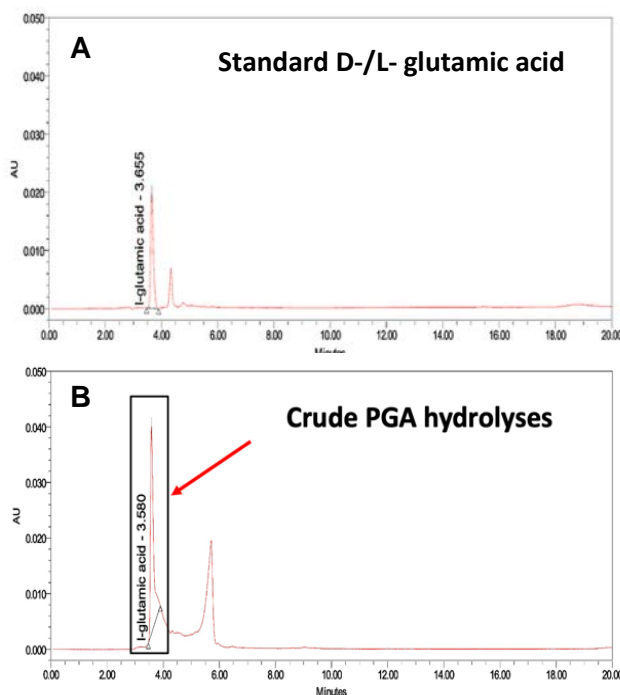 A
Standard D-/L- glutamic acid
AU
0.050
0.040
0.030
0.020
0.010
0.000
l-glutamic acid - 3.655
0.00 2.00 4.00 6.00 8.00 10.00 12.00 14.00 16.00 18.00 20.00
Minutes
B
Crude PGA hydrolyses
AU
0.050
0.040
0.030
0.020
0.010
0.000
l-glutamic acid - 3.580
0.00 2.00 4.00 6.00 8.00 10.00 12.00 14.00 16.00 18.00 20.00
Minutes